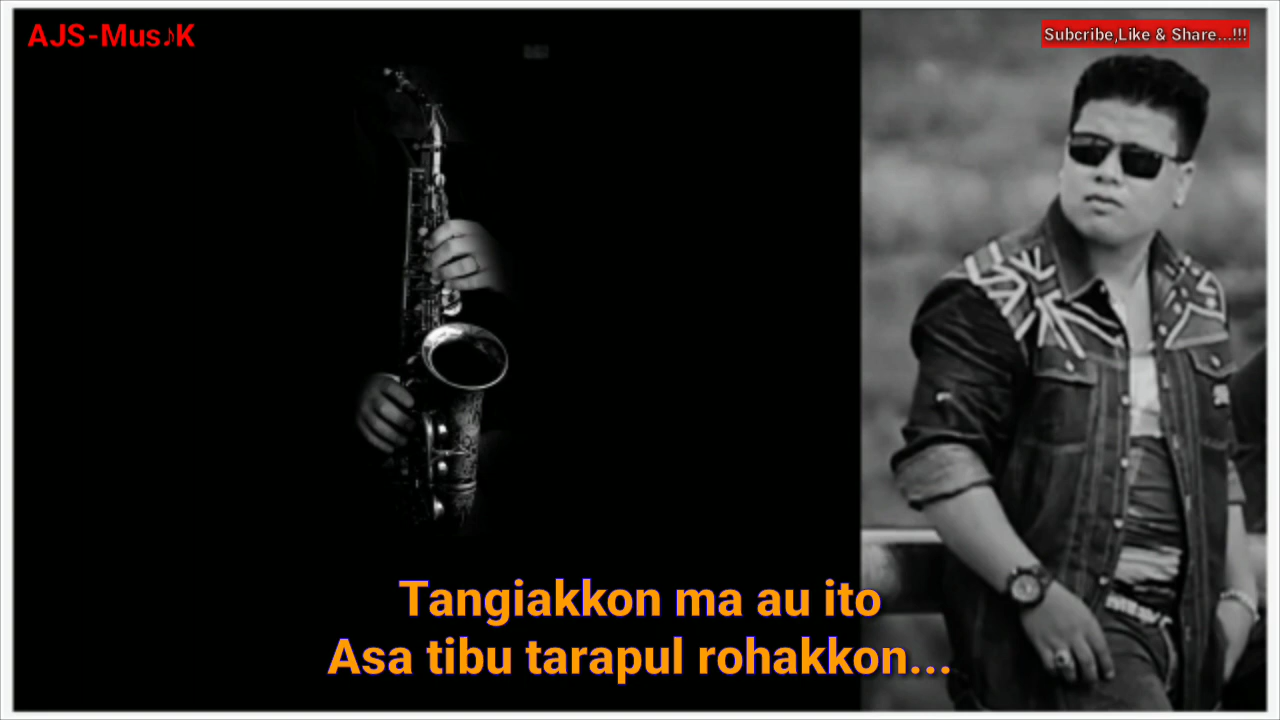 AJS-Mus♪K
Subcribe,Like & Share...!!!
Tangiakkon ma au ito
Asa tibu tarapul rohakkon...